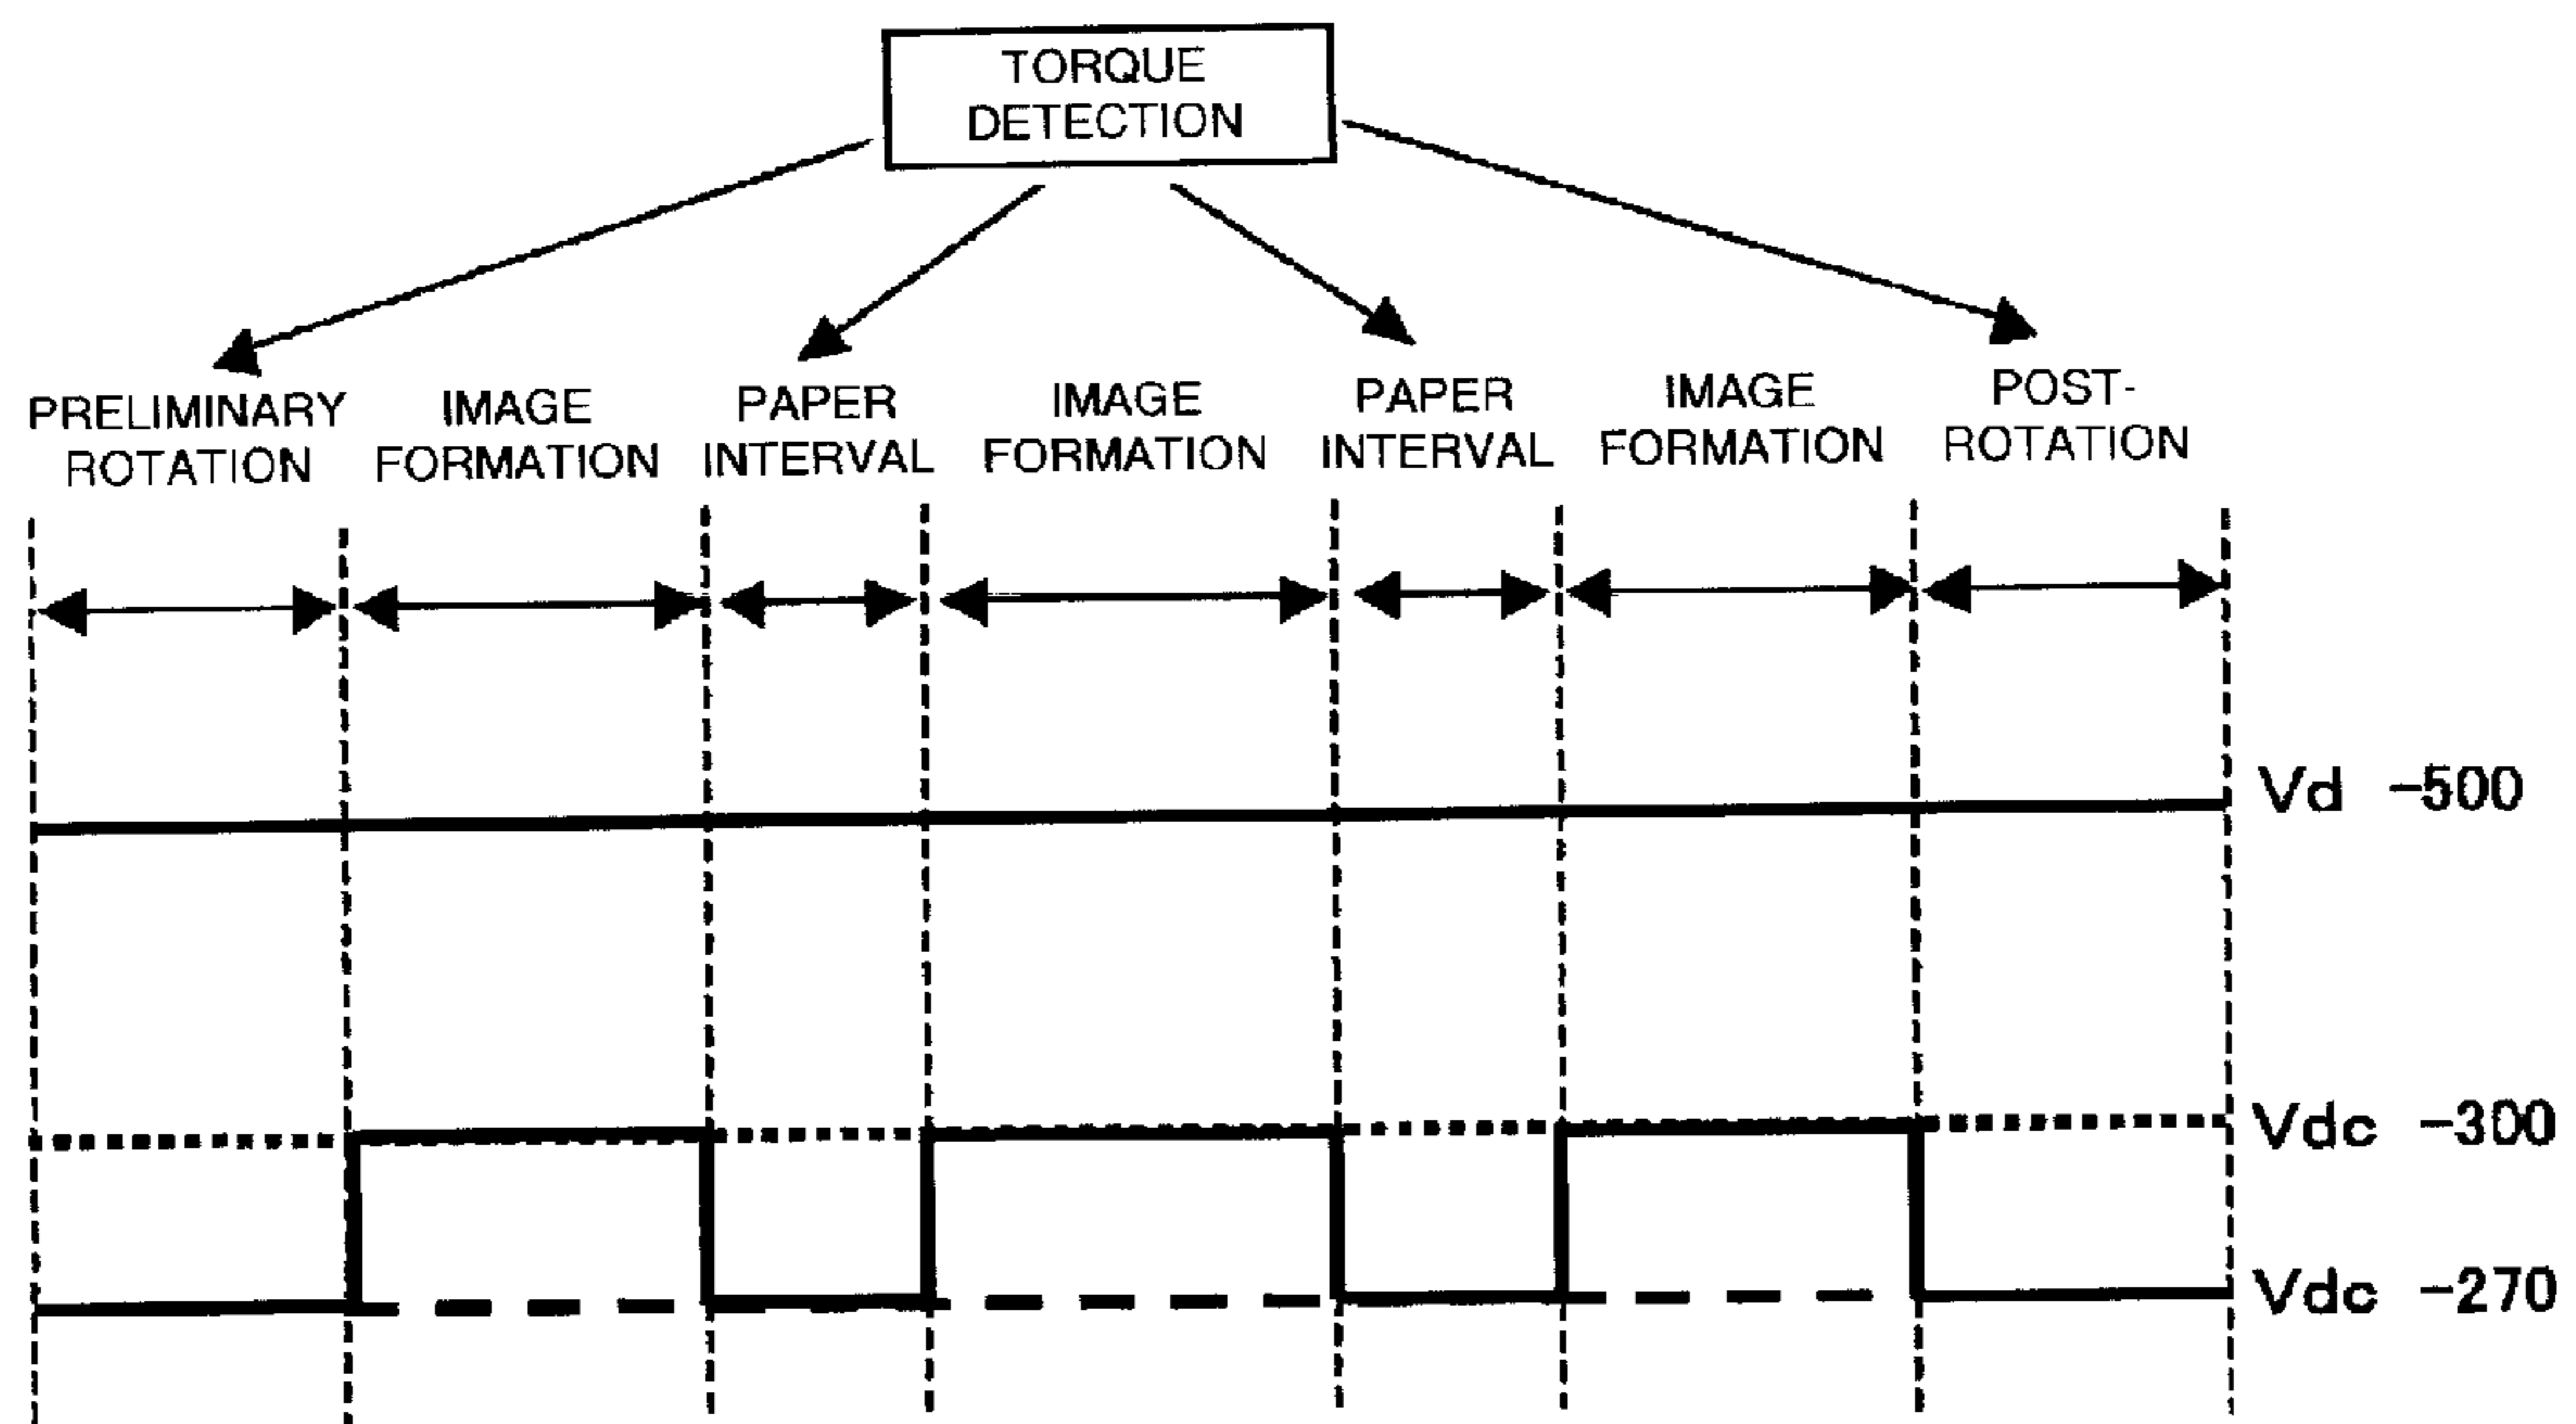 TORQUE
DETECTION
PRELIMINARY
ROTATION
IMAGE
FORMATION
PAPER
INTERVAL
IMAGE
FORMATION
PAPER
INTERVAL
IMAGE
FORMATION
POST-
ROTATION
Vd -500
Vdc -300
Vdc -270